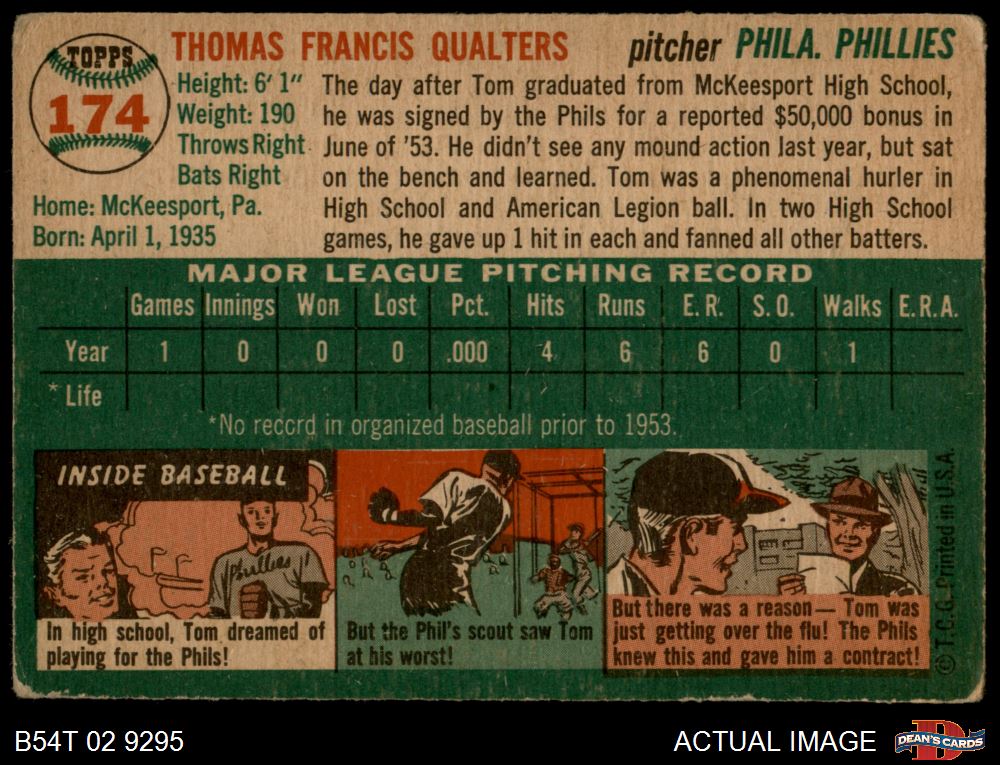 TOPPS
174
THOMAS FRANCIS QUALTERS pitcher PHILA. PHILLIES
Height: 6' 1"
Weight: 190
Throws Right
Bats Right
Home: McKeesport, Pa.
Born: April 1, 1935
The day after Tom graduated from McKeesport High School,
he was signed by the Phils for a reported $50,000 bonus in
June of '53. He didn't see any mound action last year, but sat
on the bench and learned. Tom was a phenomenal hurler in
High School and American Legion ball. In two High School
games, he gave up 1 hit in each and fanned all other batters.
MAJOR LEAGUE PITCHING RECORD
Games Innings Won Lost Pct. Hits Runs E. R. S. O. Walks E. R. A.
Year 1 0 0 0 .000 4 6 6 0 1
* Life
*No record in organized baseball prior to 1953.
INSIDE BASEBALL
Phillies
In high school, Tom dreamed of
playing for the Phils!
But the Phil's scout saw Tom
at his worst!
But there was a reason — Tom was
just getting over the flu! The Phils
knew this and gave him a contract!
© T. C. G. Printed in U.S.A.
B54T 02 9295
ACTUAL IMAGE
DEAN'S CARDS